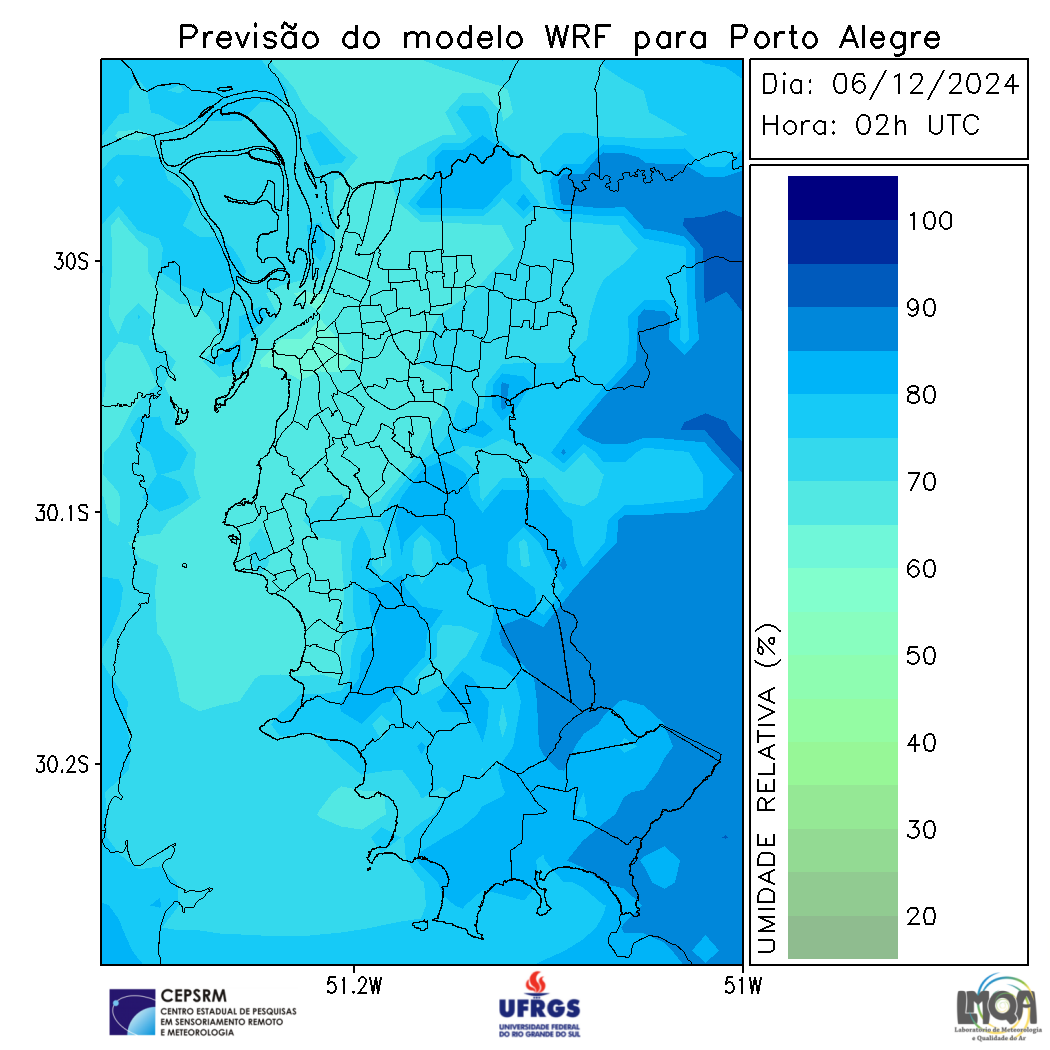 Previsão do modelo WRF para Porto Alegre
Dia: 06/12/2024
Hora: 02h UTC
30S
30.1S
30.2S
51.2W
51W
UMIDADE RELATIVA (%)
100
90
80
70
60
50
40
30
20
CEPSRM
CENTRO ESTADUAL DE PESQUISAS
EM SENSORIAMENTO REMOTO
E METEOROLOGIA
UFRGS
UNIVERSIDADE FEDERAL
DO RIO GRANDE DO SUL
LMQA
Laboratório de Meteorologia
e Qualidade do Ar